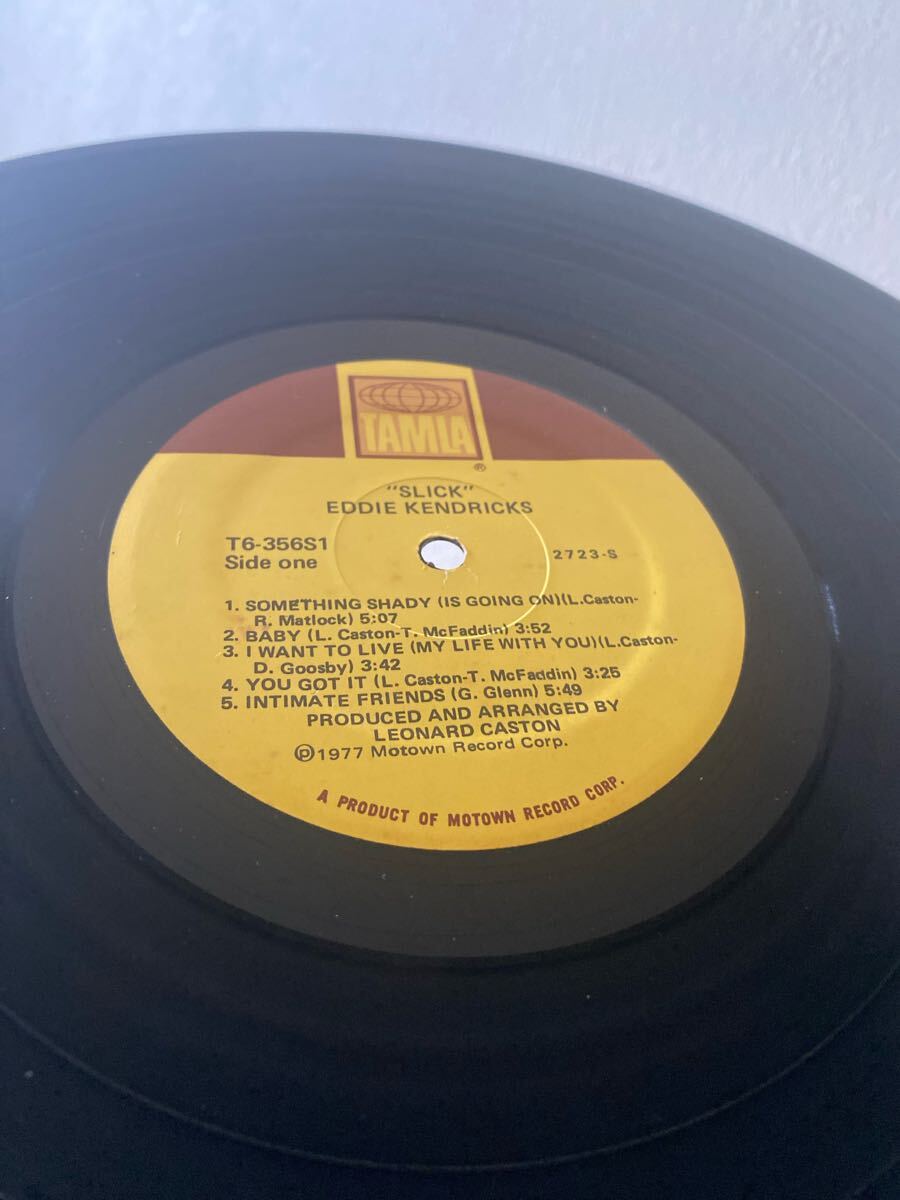 TAMLA
®
"SLICK"
EDDIE KENDRICKS
T6-356S1
Side one
2723-S
1. SOMETHING SHADY (IS GOING ON)(L.Caston-
R. Matlock) 5:07
2. BABY (L. Caston-T. McFaddin) 3:52
3. I WANT TO LIVE (MY LIFE WITH YOU)(L.Caston-
D. Goosby) 3:42
4. YOU GOT IT (L. Caston-T. McFaddin) 3:25
5. INTIMATE FRIENDS (G. Glenn) 5:49
PRODUCED AND ARRANGED BY
LEONARD CASTON
℗1977 Motown Record Corp.
A PRODUCT OF MOTOWN RECORD CORP.